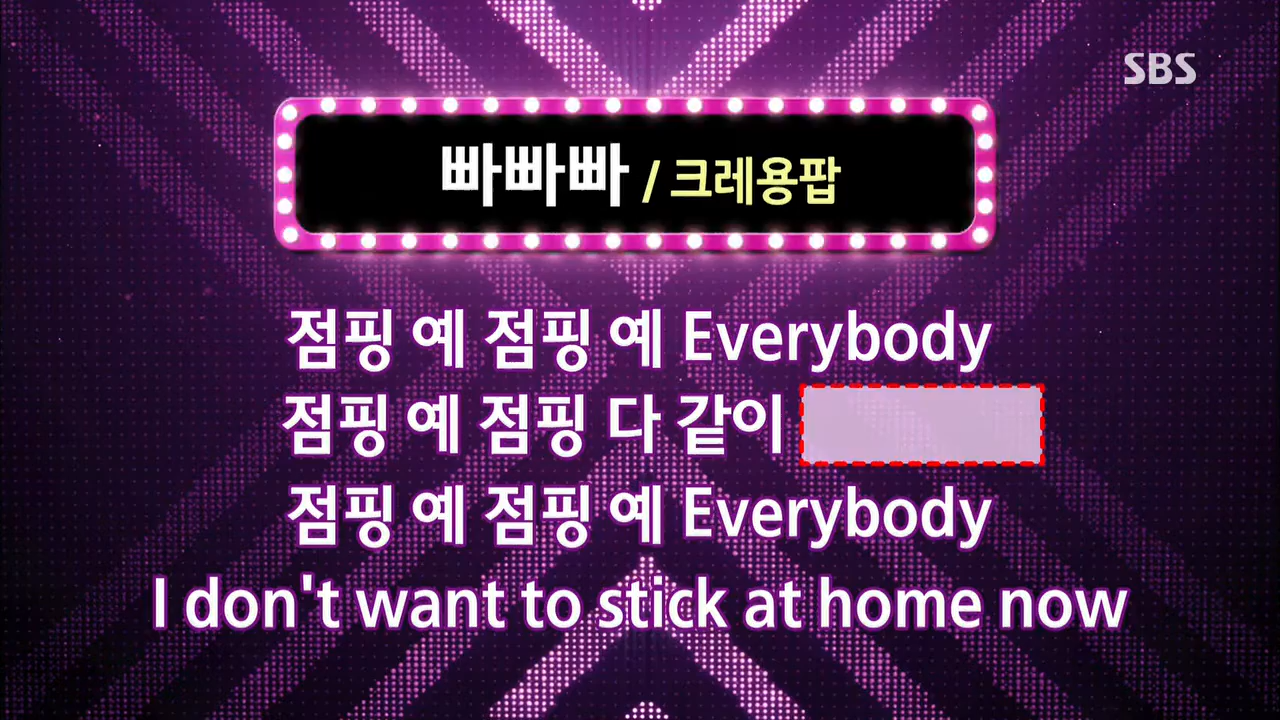 SBS
빠빠빠 / 크레용팝
점핑 예 점핑 예 Everybody
점핑 예 점핑 다 같이
점핑 예 점핑 예 Everybody
I don't want to stick at home now